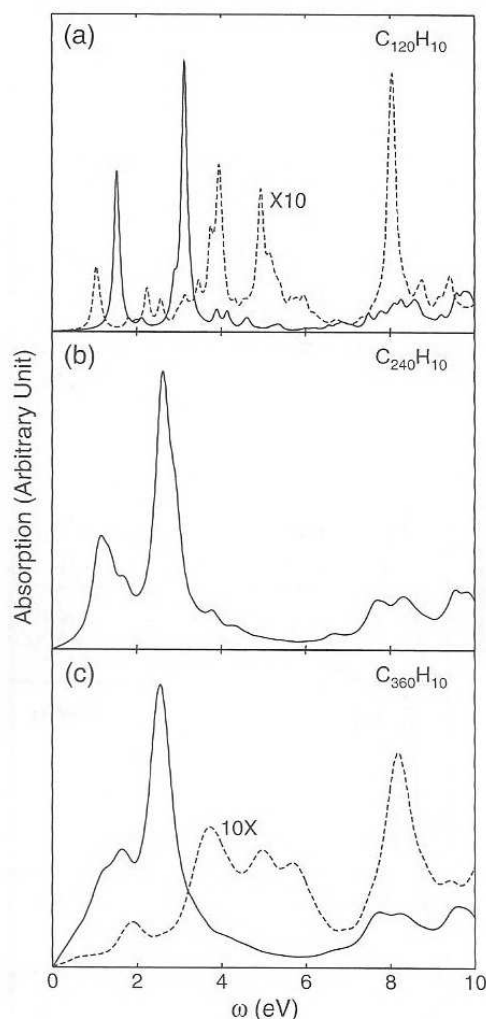 (a) C₁₂₀H₁₀
X10
(b) C₂₄₀H₁₀
Absorption (Arbitrary Unit)
(c) C₃₆₀H₁₀
10X
0 2 4 6 8 10
ω (eV)